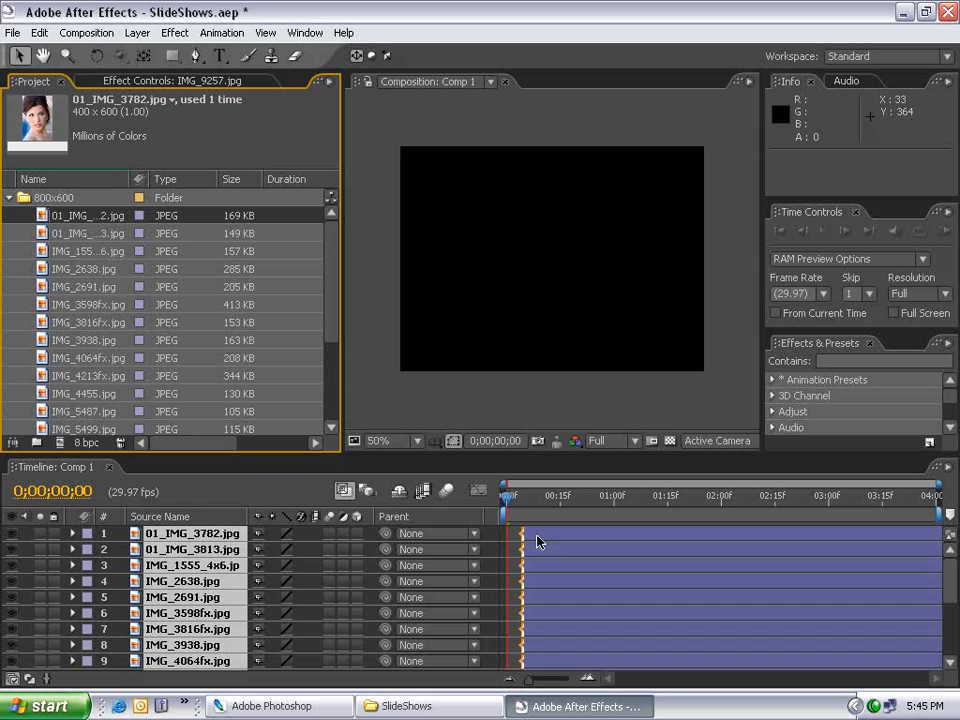 Adobe After Effects - SlideShows.aep *
File Edit Composition Layer Effect Animation View Window Help
Workspace: Standard
Project Effect Controls: IMG_9257.jpg
01_IMG_3782.jpg, used 1 time
400 x 600 (1.00)
Millions of Colors
Name Type Size Duration
800x600 Folder
01_IMG_...2.jpg JPEG 169 KB
01_IMG_...3.jpg JPEG 149 KB
IMG_155...6.jpg JPEG 157 KB
IMG_2638.jpg JPEG 285 KB
IMG_2691.jpg JPEG 205 KB
IMG_3598fx.jpg JPEG 413 KB
IMG_3816fx.jpg JPEG 153 KB
IMG_3938.jpg JPEG 163 KB
IMG_4064fx.jpg JPEG 208 KB
IMG_4213fx.jpg JPEG 344 KB
IMG_4455.jpg JPEG 130 KB
IMG_5487.jpg JPEG 105 KB
IMG_5499.jpg JPEG 115 KB
8 bpc
Composition: Comp 1
50% 0;00;00;00 Full Active Camera
Info Audio
R: X: 33
G: Y: 364
B:
A: 0
Time Controls
RAM Preview Options
Frame Rate Skip Resolution
(29.97) 1 Full
From Current Time Full Screen
Effects & Presets
Contains:
* Animation Presets
3D Channel
Adjust
Audio
Timeline: Comp 1
0;00;00;00 (29.97 fps)
00:15f 01:00f 01:15f 02:00f 02:15f 03:00f 03:15f 04:00
# Source Name Parent
1 01_IMG_3782.jpg None
2 01_IMG_3813.jpg None
3 IMG_1555_4x6.jp None
4 IMG_2638.jpg None
5 IMG_2691.jpg None
6 IMG_3598fx.jpg None
7 IMG_3816fx.jpg None
8 IMG_3938.jpg None
9 IMG_4064fx.jpg None
start Adobe Photoshop SlideShows Adobe After Effects -... 5:45 PM